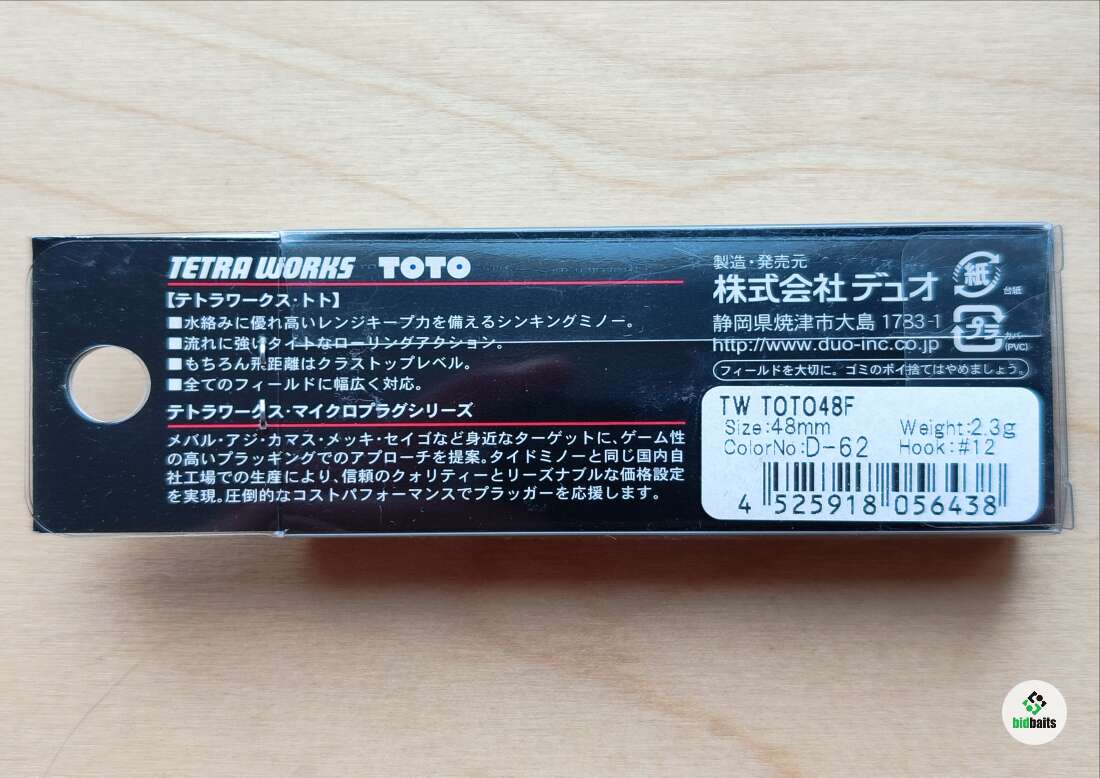 TETRA WORKS TOTO
【テトラワークス・トト】
■水絡みに優れ高いレンジキープ力を備えるシンキングミノー。
■流れに強いタイトなローリングアクション。
■もちろん飛距離はクラストップレベル。
■全てのフィールドに幅広く対応。
テトラワークス・マイクロプラグシリーズ
メバル・アジ・カマス・メッキ・セイゴなど身近なターゲットに、ゲーム性
の高いプラッギングでのアプローチを提案。タイドミノーと同じ国内自
社工場での生産により、信頼のクォリティーとリーズナブルな価格設定
を実現。圧倒的なコストパフォーマンスでプラッガーを応援します。
製造・発売元
株式会社デュオ
静岡県焼津市大島 1783-1
http://www.duo-inc.co.jp
紙
台紙
プラ
カバー
(PVC)
フィールドを大切に。ゴミのポイ捨てはやめましょう。
TW TOTO48F
Size:48mm Weight:2.3g
ColorNo:D-62 Hook:#12
4 525918 056438
bidbaits